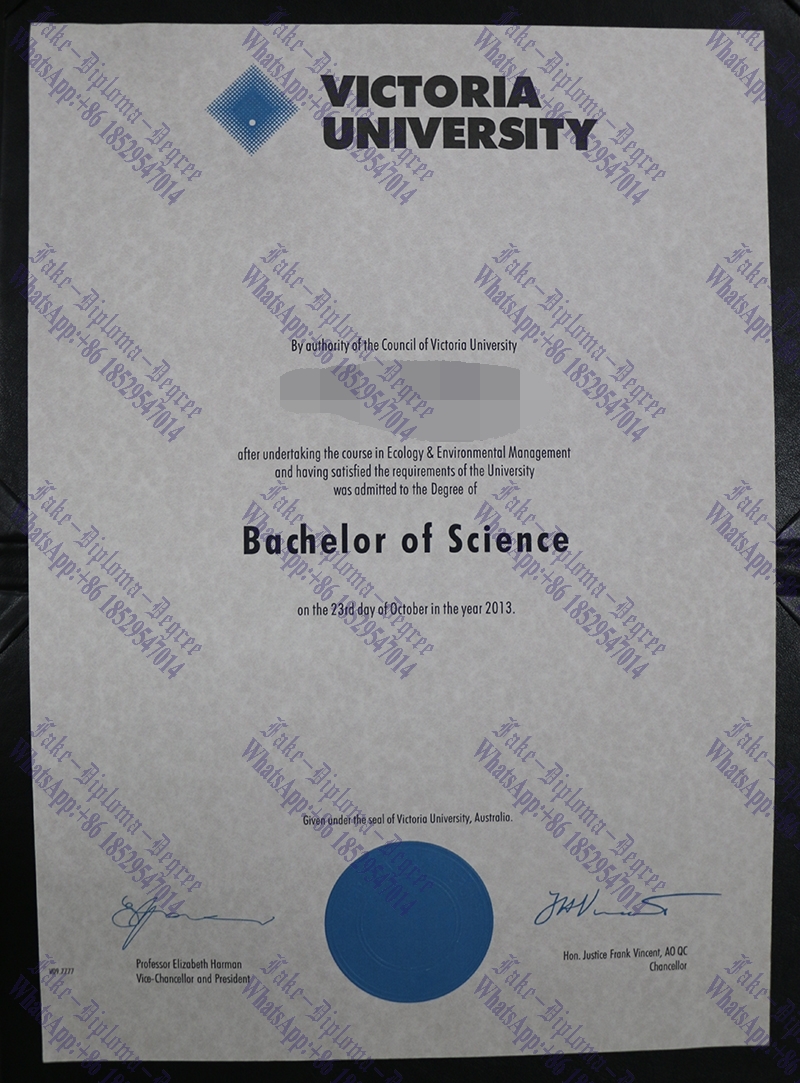 VICTORIA
UNIVERSITY
By authority of the Council of Victoria University
after undertaking the course in Ecology & Environmental Management
and having satisfied the requirements of the University
was admitted to the Degree of
Bachelor of Science
on the 23rd day of October in the year 2013.
Given under the seal of Victoria University, Australia.
Professor Elizabeth Harman
Vice-Chancellor and President
Hon. Justice Frank Vincent, AO QC
Chancellor
Fake-Diploma-Degree
WhatsApp:+86 18529547014